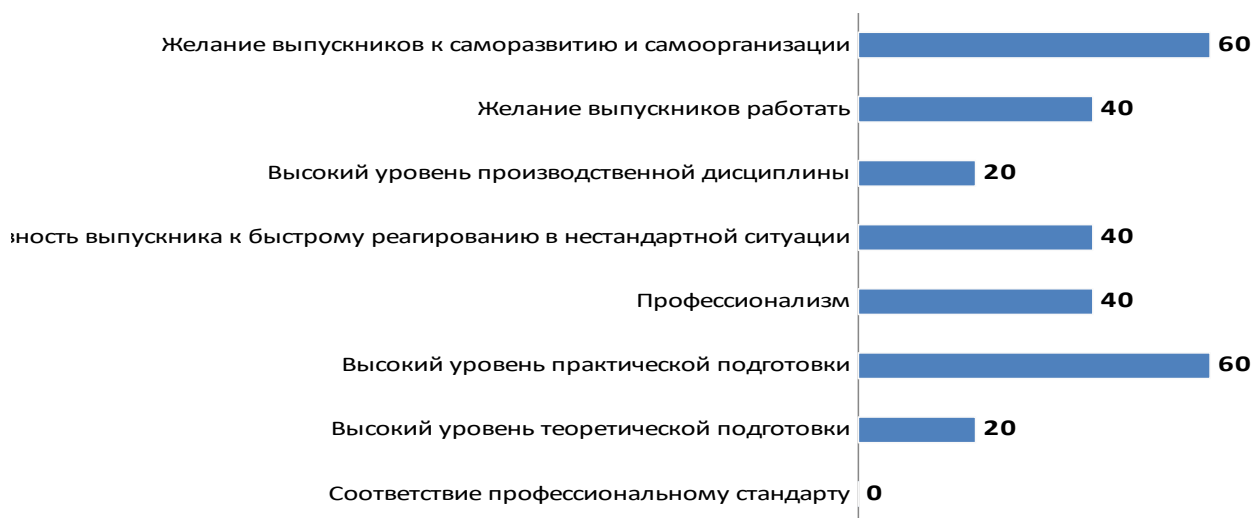 Желание выпускников к саморазвитию и самоорганизации 60
Желание выпускников работать 40
Высокий уровень производственной дисциплины 20
выпускника к быстрому реагированию в нестандартной ситуации 40
Профессионализм 40
Высокий уровень практической подготовки 60
Высокий уровень теоретической подготовки 20
Соответствие профессиональному стандарту 0